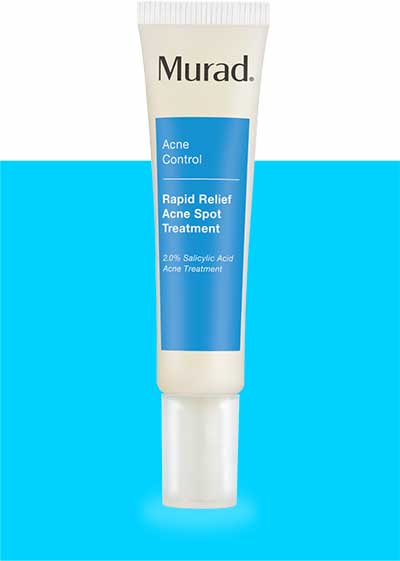 Murad.
Acne
Control
Rapid Relief
Acne Spot
Treatment
2.0% Salicylic Acid
Acne Treatment